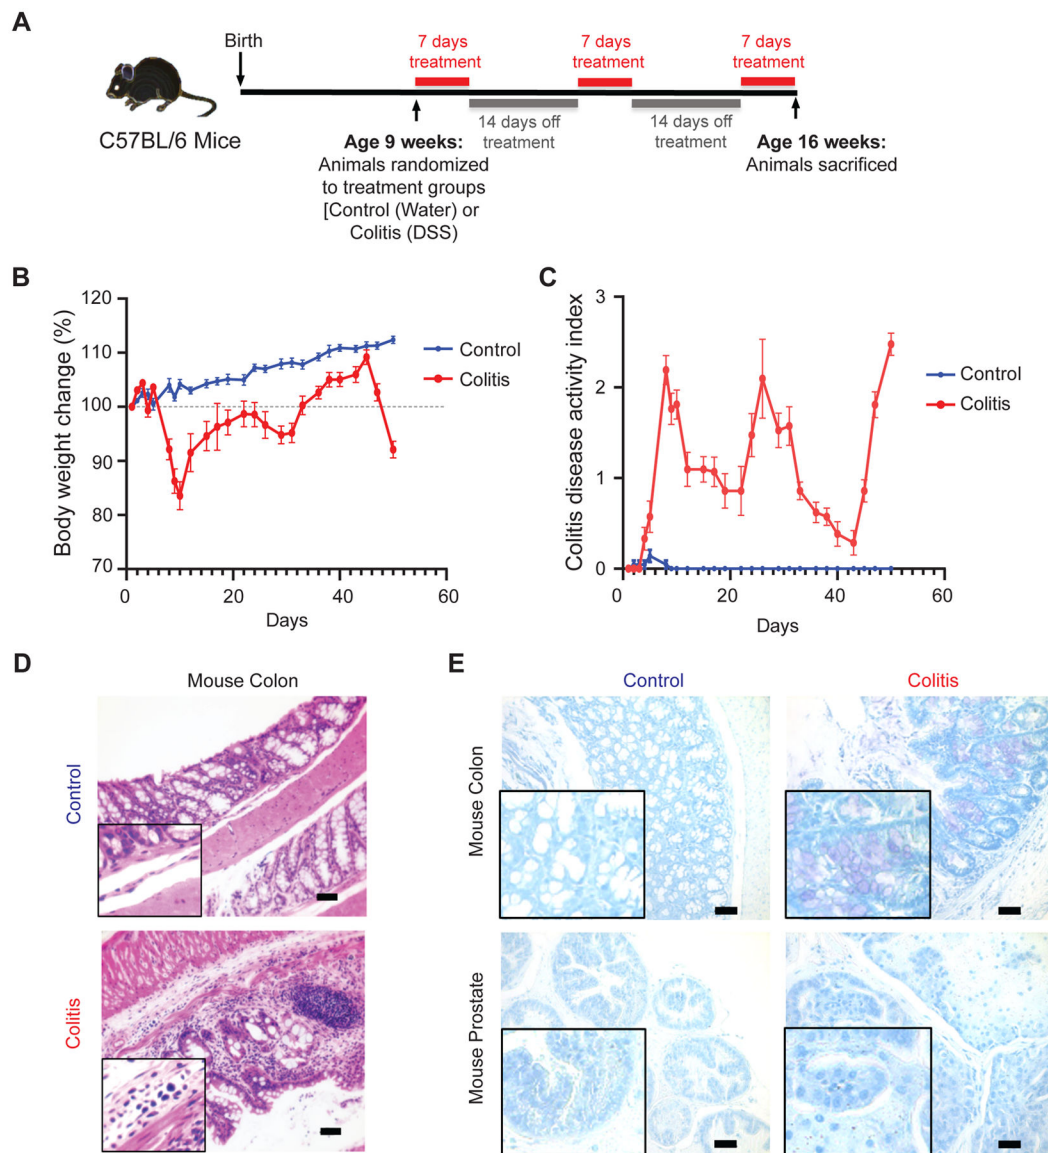 A
Birth
7 days
treatment
7 days
treatment
7 days
treatment
C57BL/6 Mice
14 days off
treatment
14 days off
treatment
Age 9 weeks:
Animals randomized
to treatment groups
[Control (Water) or
Colitis (DSS)
Age 16 weeks:
Animals sacrificed
B
Body weight change (%)
120
110
100
90
80
70
0
20
40
60
Days
Control
Colitis
C
Colitis disease activity index
3
2
1
0
0
20
40
60
Days
Control
Colitis
D
Mouse Colon
Control
Colitis
E
Control
Colitis
Mouse Colon
Mouse Prostate